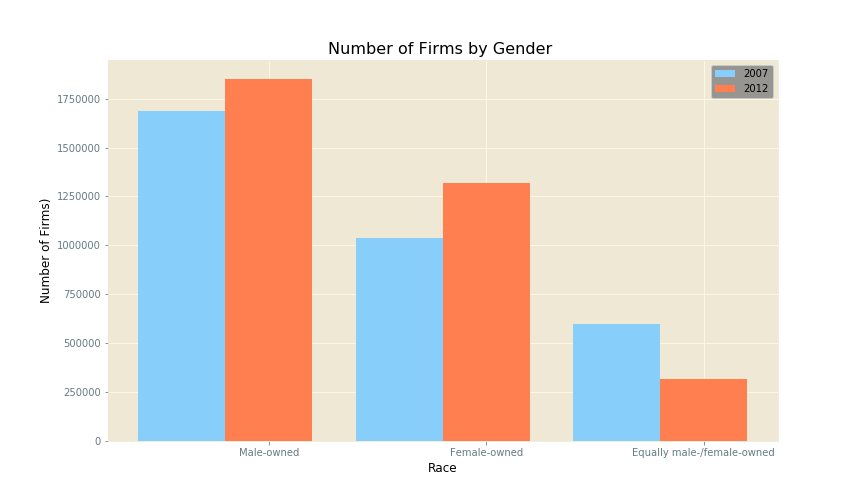 Number of Firms by Gender
2007
2012
Number of Firms)
1750000
1500000
1250000
1000000
750000
500000
250000
0
Male-owned
Female-owned
Equally male-/female-owned
Race